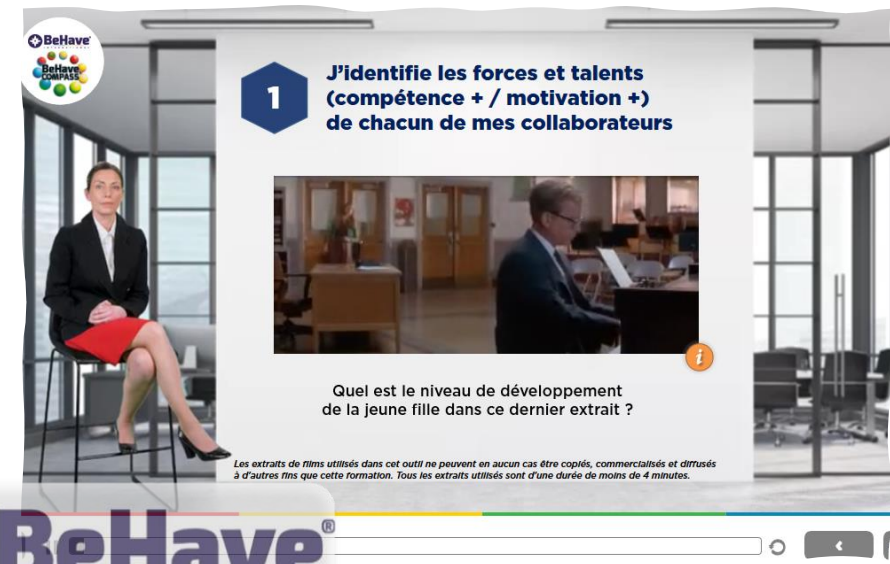 BeHave
INTERNATIONAL
BeHave
COMPASS
1
J'identifie les forces et talents
(compétence + / motivation +)
de chacun de mes collaborateurs
i
Quel est le niveau de développement
de la jeune fille dans ce dernier extrait ?
Les extraits de films utilisés dans cet outil ne peuvent en aucun cas être copiés, commercialisés et diffusés
à d'autres fins que cette formation. Tous les extraits utilisés sont d'une durée de moins de 4 minutes.
BeHave®